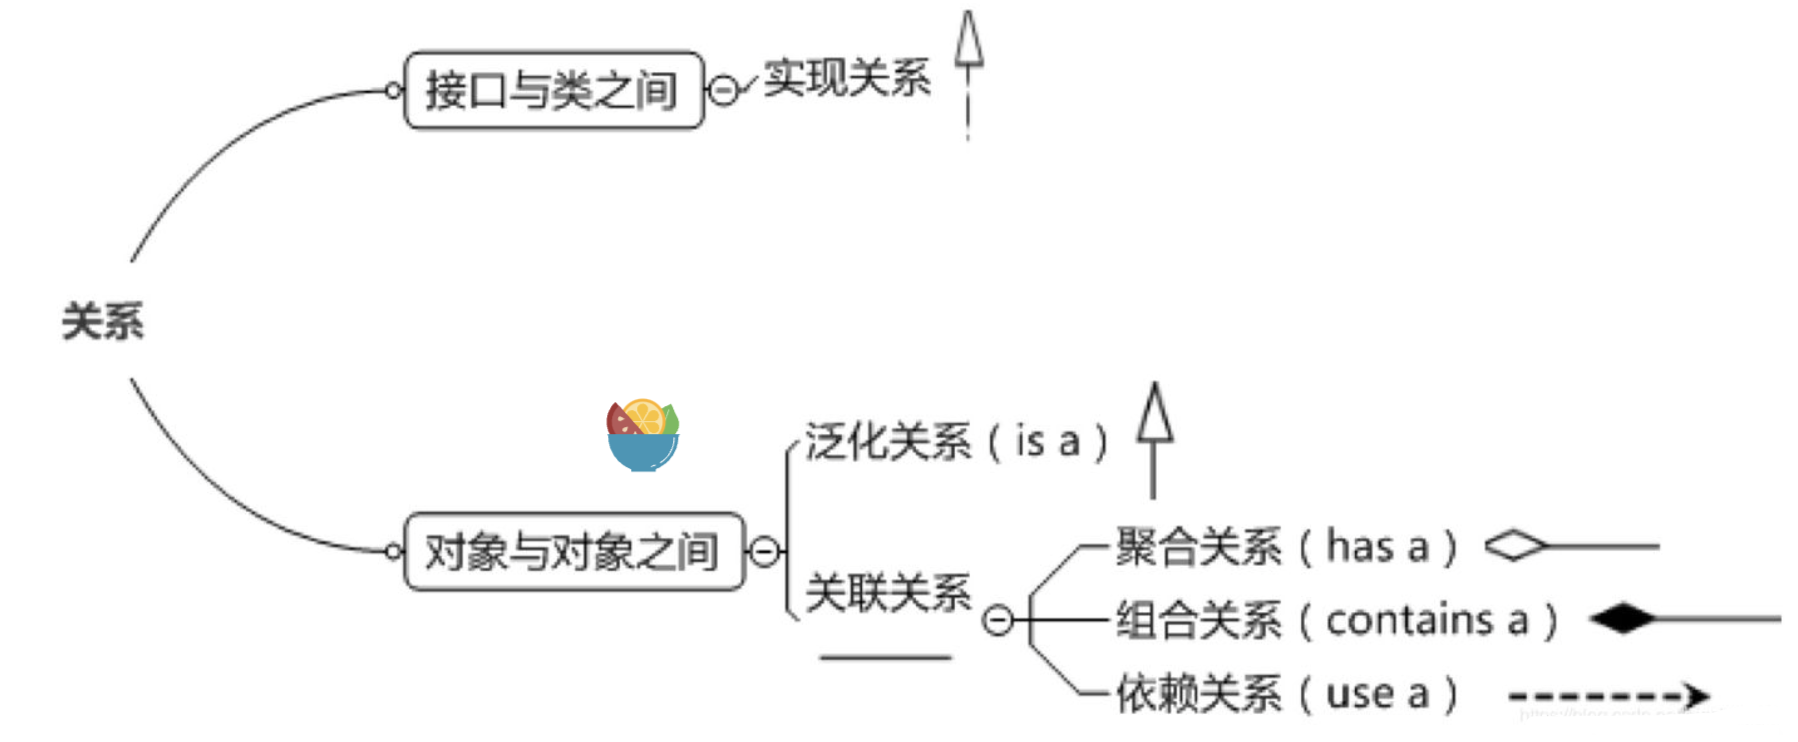 接口与类之间
实现关系
关系
泛化关系（is a）
对象与对象之间
关联关系
聚合关系（has a）
组合关系（contains a）
依赖关系（use a）